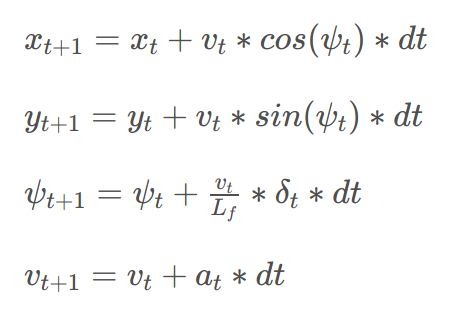 x_{t+1} = x_t + v_t * cos(ψ_t) * dt
y_{t+1} = y_t + v_t * sin(ψ_t) * dt
ψ_{t+1} = ψ_t + \frac{v_t}{L_f} * δ_t * dt
v_{t+1} = v_t + a_t * dt